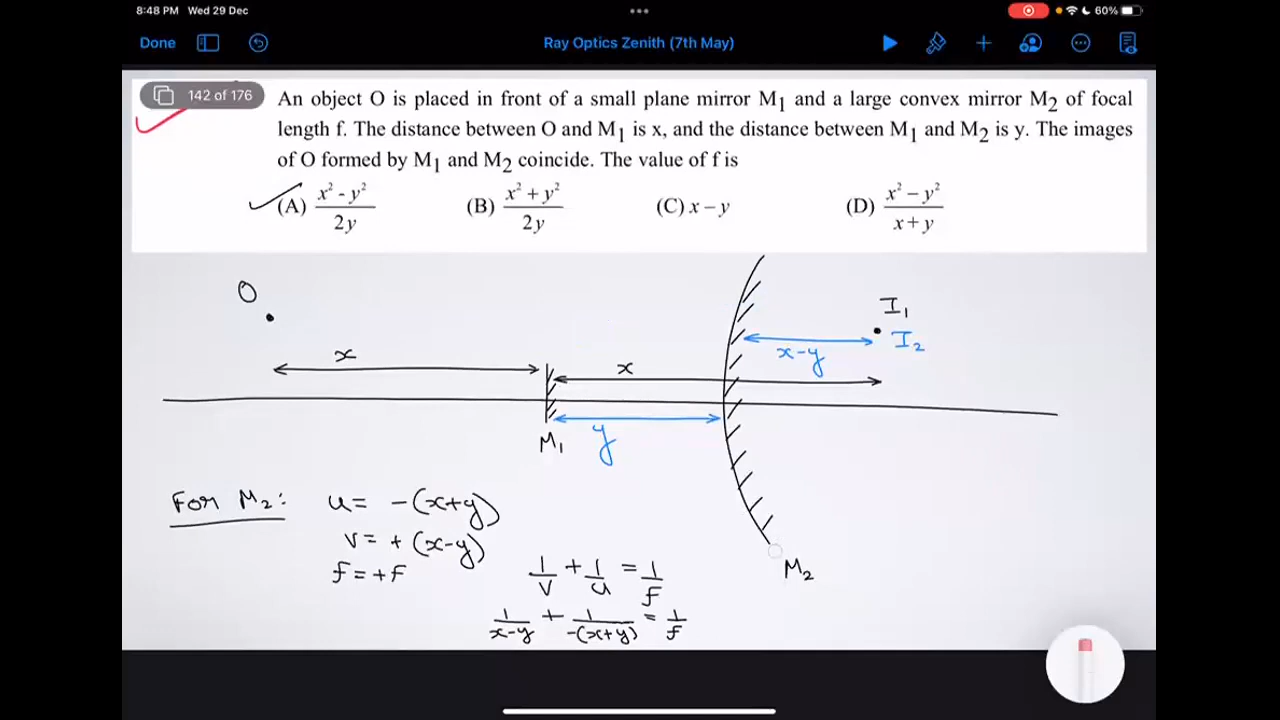 8:48 PM Wed 29 Dec
60%
Done
Ray Optics Zenith (7th May)
142 of 176
An object O is placed in front of a small plane mirror M₁ and a large convex mirror M₂ of focal
length f. The distance between O and M₁ is x, and the distance between M₁ and M₂ is y. The images
of O formed by M₁ and M₂ coincide. The value of f is
(A) (x² - y²)/2y (B) (x² + y²)/2y (C) x – y (D) (x² – y²)/(x + y)
O
I₁
I₂
x
x
x-y
y
M₁
For M₂: u = -(x+y)
v = +(x-y)
f = +f
1/v + 1/u = 1/f
1/(x-y) + 1/-(x+y) = 1/f
M₂